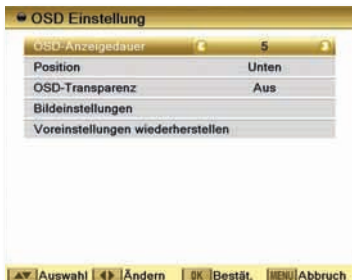 OSD Einstellung
OSD-Anzeigedauer 5
Position Unten
OSD-Transparenz Aus
Bildeinstellungen
Voreinstellungen wiederherstellen
Auswahl Ändern OK Bestät. MENU Abbruch